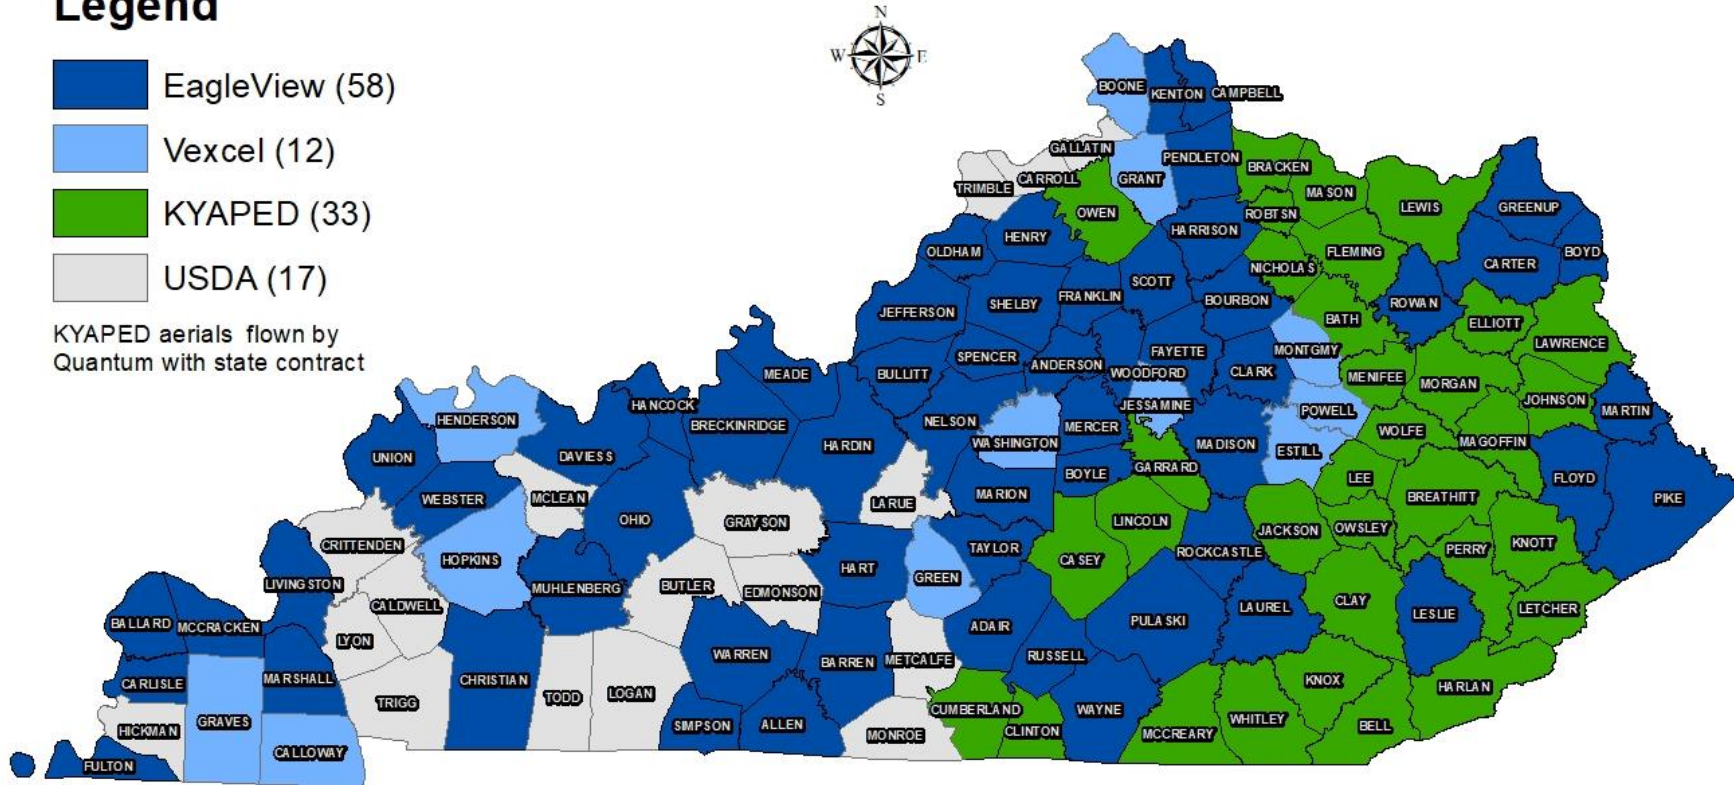 Legend
EagleView (58)
Vexcel (12)
KYAPED (33)
USDA (17)
KYAPED aerials flown by
Quantum with state contract
N
W E
S
BOONE
KENTON
CAMPBELL
GALLATIN
PENDLETON
BRACKEN
TRIMBLE
CARROLL
GRANT
MASON
OWEN
ROBTSN
LEWIS
GREENUP
HENRY
HARRISON
OLDHAM
FLEMING
BOYD
CARTER
NICHOLAS
SCOTT
SHELBY
FRANKLIN
BOURBON
ROWAN
JEFFERSON
BATH
ELLIOTT
LAWRENCE
SPENCER
ANDERSON
FAYETTE
MONTGMY
MEADE
BULLITT
WOODFORD
CLARK
MENIFEE
MORGAN
HANCOCK
JESSAMINE
JOHNSON
MARTIN
POWELL
HENDERSON
BRECKINRIDGE
NELSON
MERCER
WOLFE
HARDIN
WASHINGTON
MADISON
MAGOFFIN
UNION
DAVIESS
ESTILL
BOYLE
GARRARD
LEE
FLOYD
WEBSTER
MCLEAN
LARUE
MARION
BREATHITT
PIKE
OHIO
GRAYSON
LINCOLN
JACKSON
OWSLEY
CRITTENDEN
TAYLOR
ROCKCASTLE
PERRY
KNOTT
HOPKINS
CASEY
LIVINGSTON
MUHLENBERG
BUTLER
EDMONSON
HART
GREEN
CALDWELL
CLAY
LAUREL
LESLIE
LETCHER
BALLARD
MCCRACKEN
LYON
ADAIR
PULASKI
WARREN
BARREN
METCALFE
RUSSELL
CARLISLE
MARSHALL
CHRISTIAN
TODD
LOGAN
KNOX
HARLAN
TRIGG
CUMBERLAND
WAYNE
HICKMAN
GRAVES
SIMPSON
ALLEN
MONROE
CLINTON
MCCREARY
WHITLEY
BELL
CALLOWAY
FULTON